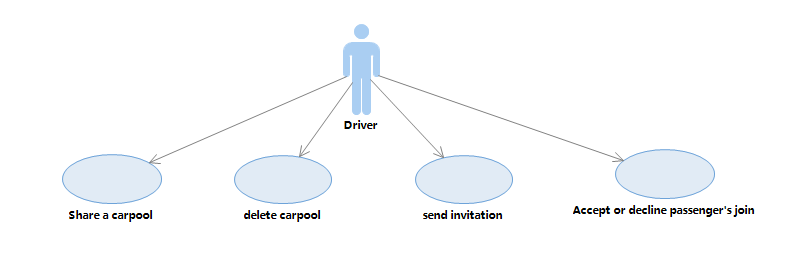 Driver
Share a carpool
delete carpool
send invitation
Accept or decline passenger's join